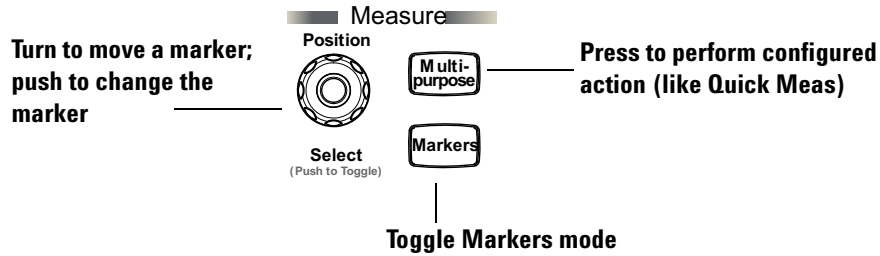 Measure
Position
Turn to move a marker;
push to change the
marker
Multi-
purpose
Press to perform configured
action (like Quick Meas)
Select
(Push to Toggle)
Markers
Toggle Markers mode